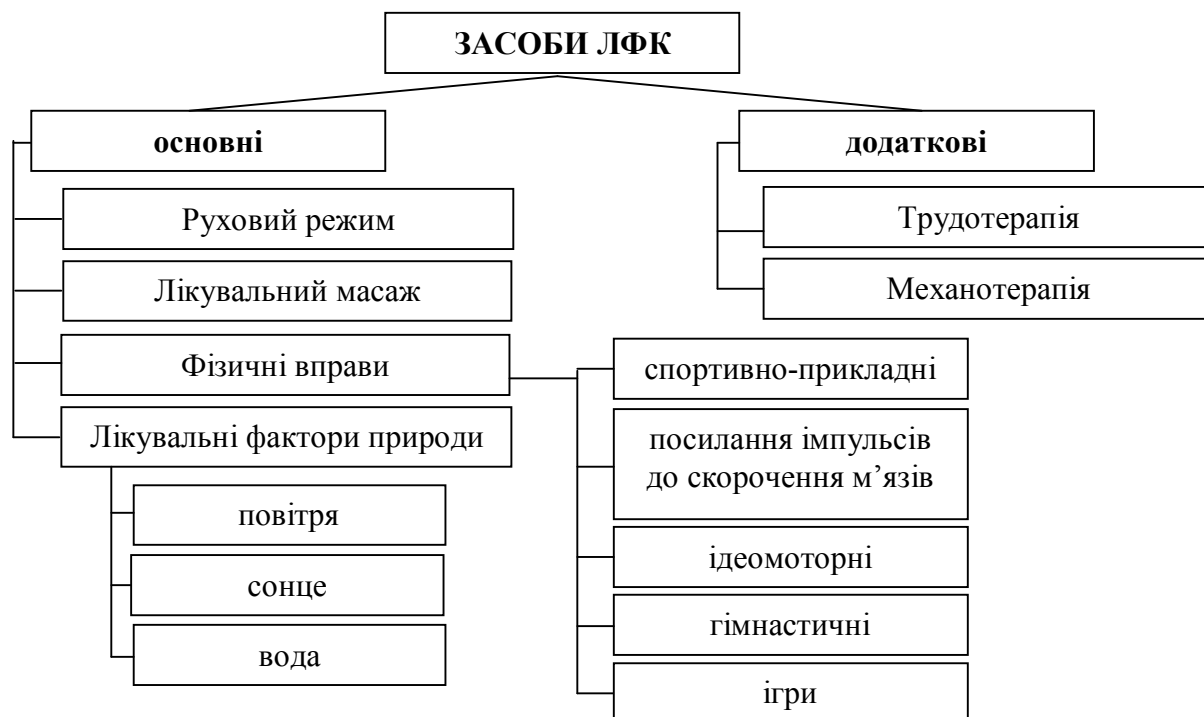 ЗАСОБИ ЛФК
основні
додаткові
Руховий режим
Трудотерапія
Лікувальний масаж
Механотерапія
Фізичні вправи
спортивно-прикладні
Лікувальні фактори природи
посилання імпульсів
до скорочення м’язів
повітря
ідеомоторні
сонце
гімнастичні
вода
ігри